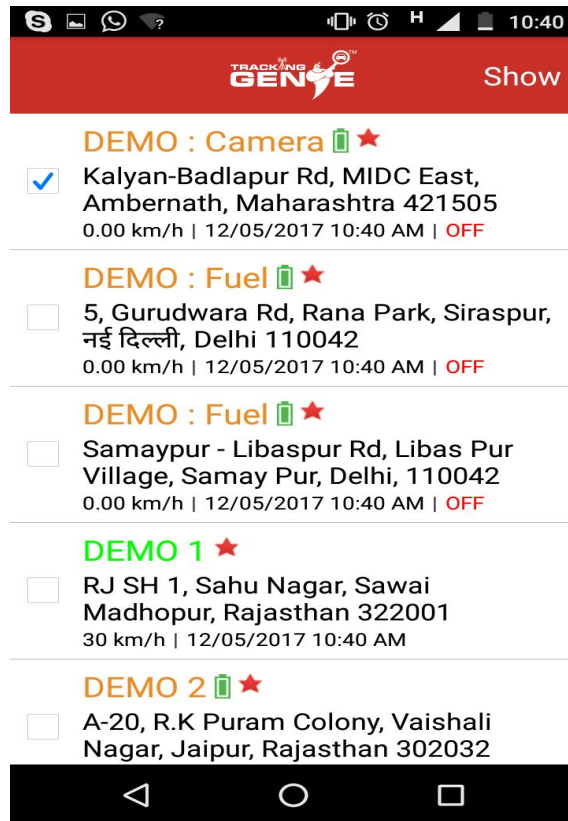 H 10:40
TRACKING
GENIE
Show
DEMO : Camera
Kalyan-Badlapur Rd, MIDC East,
Ambernath, Maharashtra 421505
0.00 km/h | 12/05/2017 10:40 AM | OFF
DEMO : Fuel
5, Gurudwara Rd, Rana Park, Siraspur,
नई दिल्ली, Delhi 110042
0.00 km/h | 12/05/2017 10:40 AM | OFF
DEMO : Fuel
Samaypur - Libaspur Rd, Libas Pur
Village, Samay Pur, Delhi, 110042
0.00 km/h | 12/05/2017 10:40 AM | OFF
DEMO 1
RJ SH 1, Sahu Nagar, Sawai
Madhopur, Rajasthan 322001
30 km/h | 12/05/2017 10:40 AM
DEMO 2
A-20, R.K Puram Colony, Vaishali
Nagar, Jaipur, Rajasthan 302032